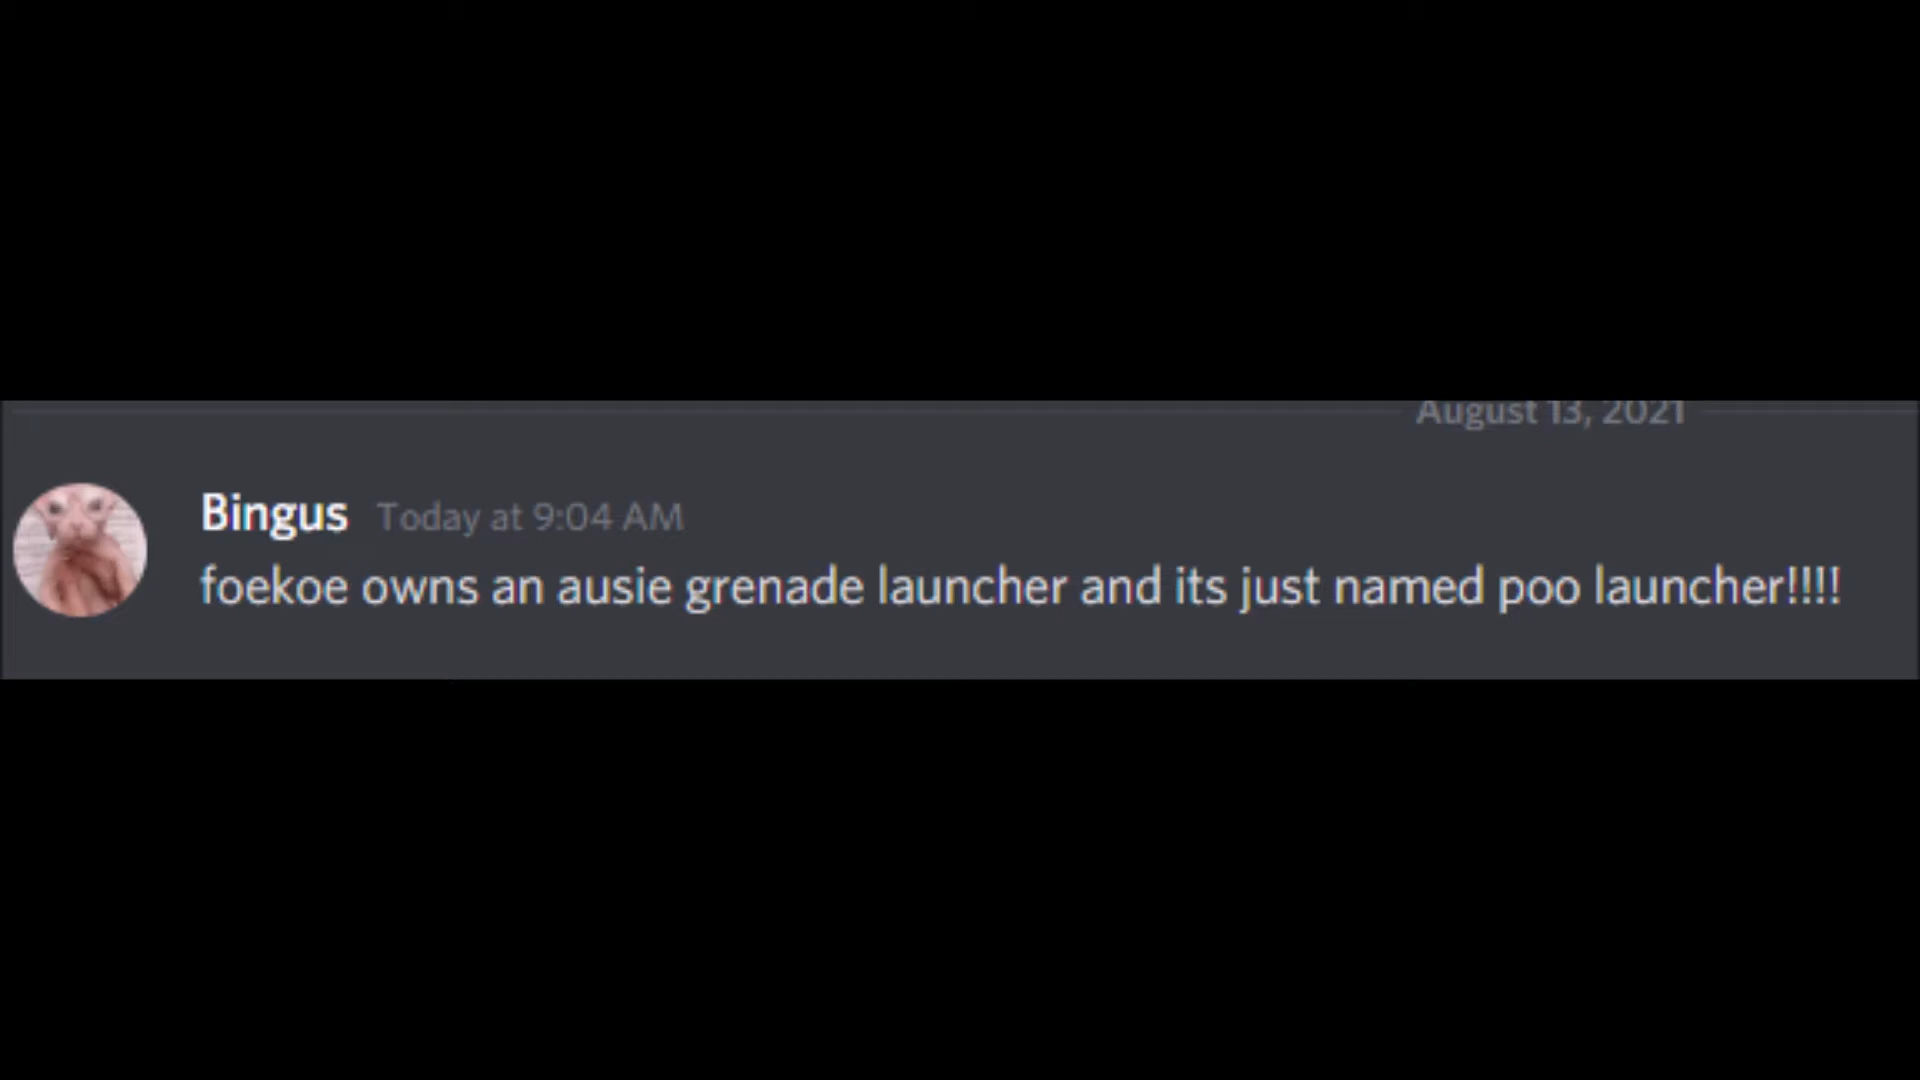 August 13, 2021
Bingus Today at 9:04 AM
foekoe owns an ausie grenade launcher and its just named poo launcher!!!!